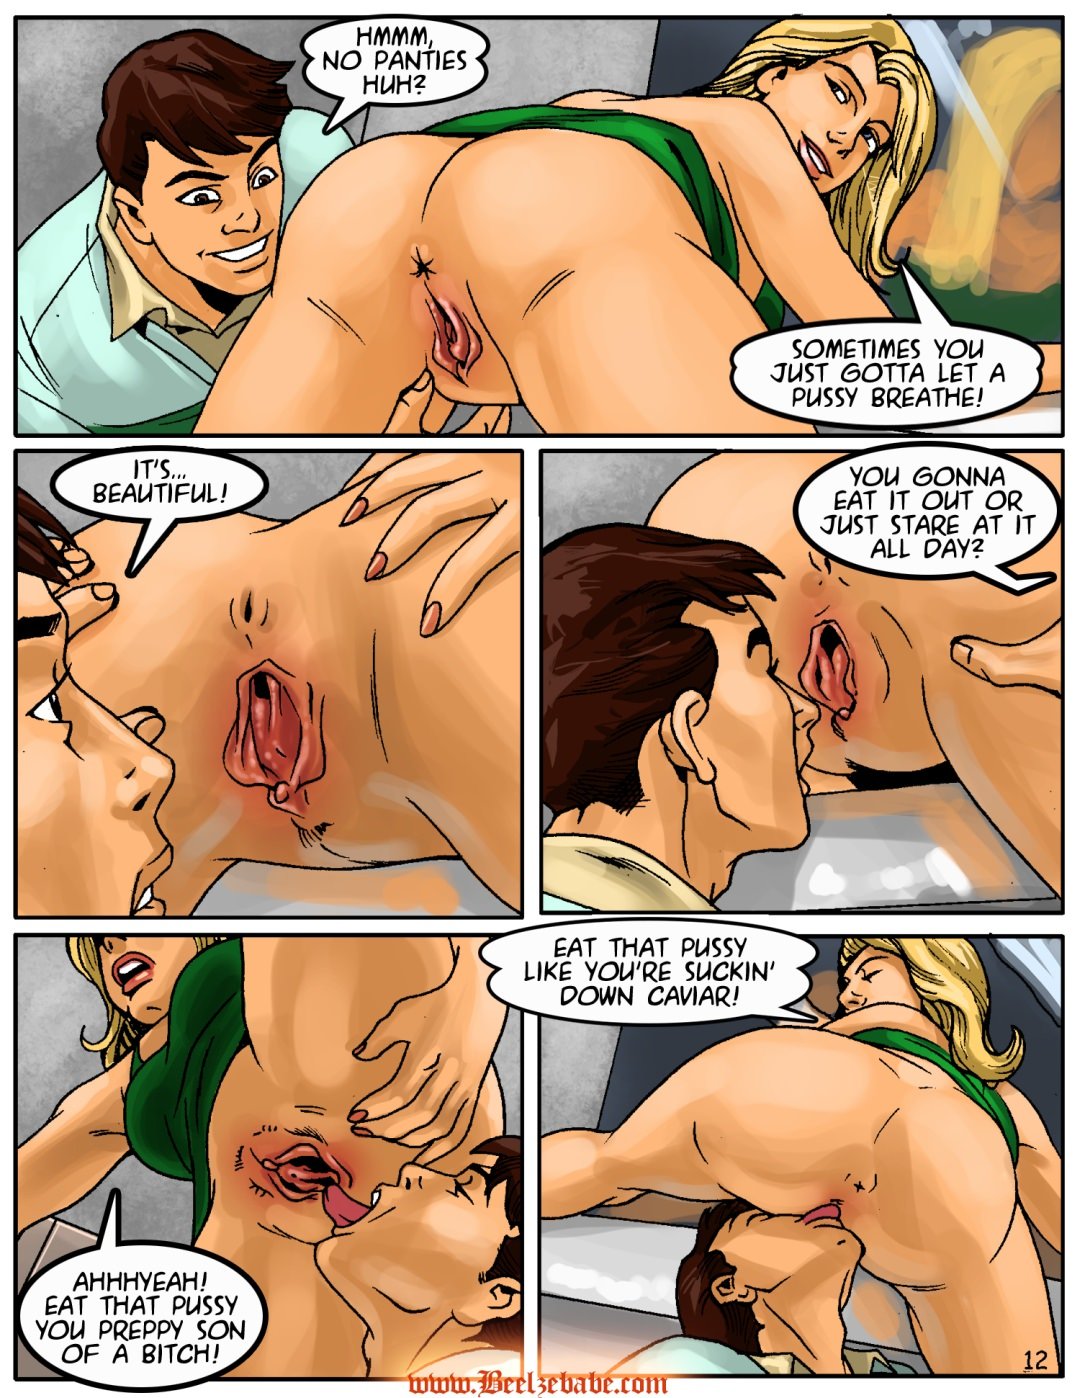 HMMM,
NO PANTIES
HUH?
SOMETIMES YOU
JUST GOTTA LET A
PUSSY BREATHE!
IT'S...
BEAUTIFUL!
YOU GONNA
EAT IT OUT OR
JUST STARE AT IT
ALL DAY?
AHHHYEAH!
EAT THAT PUSSY
YOU PREPPY SON
OF A BITCH!
EAT THAT PUSSY
LIKE YOU'RE SUCKIN'
DOWN CAVIAR!
12
www.Beelzebabe.com